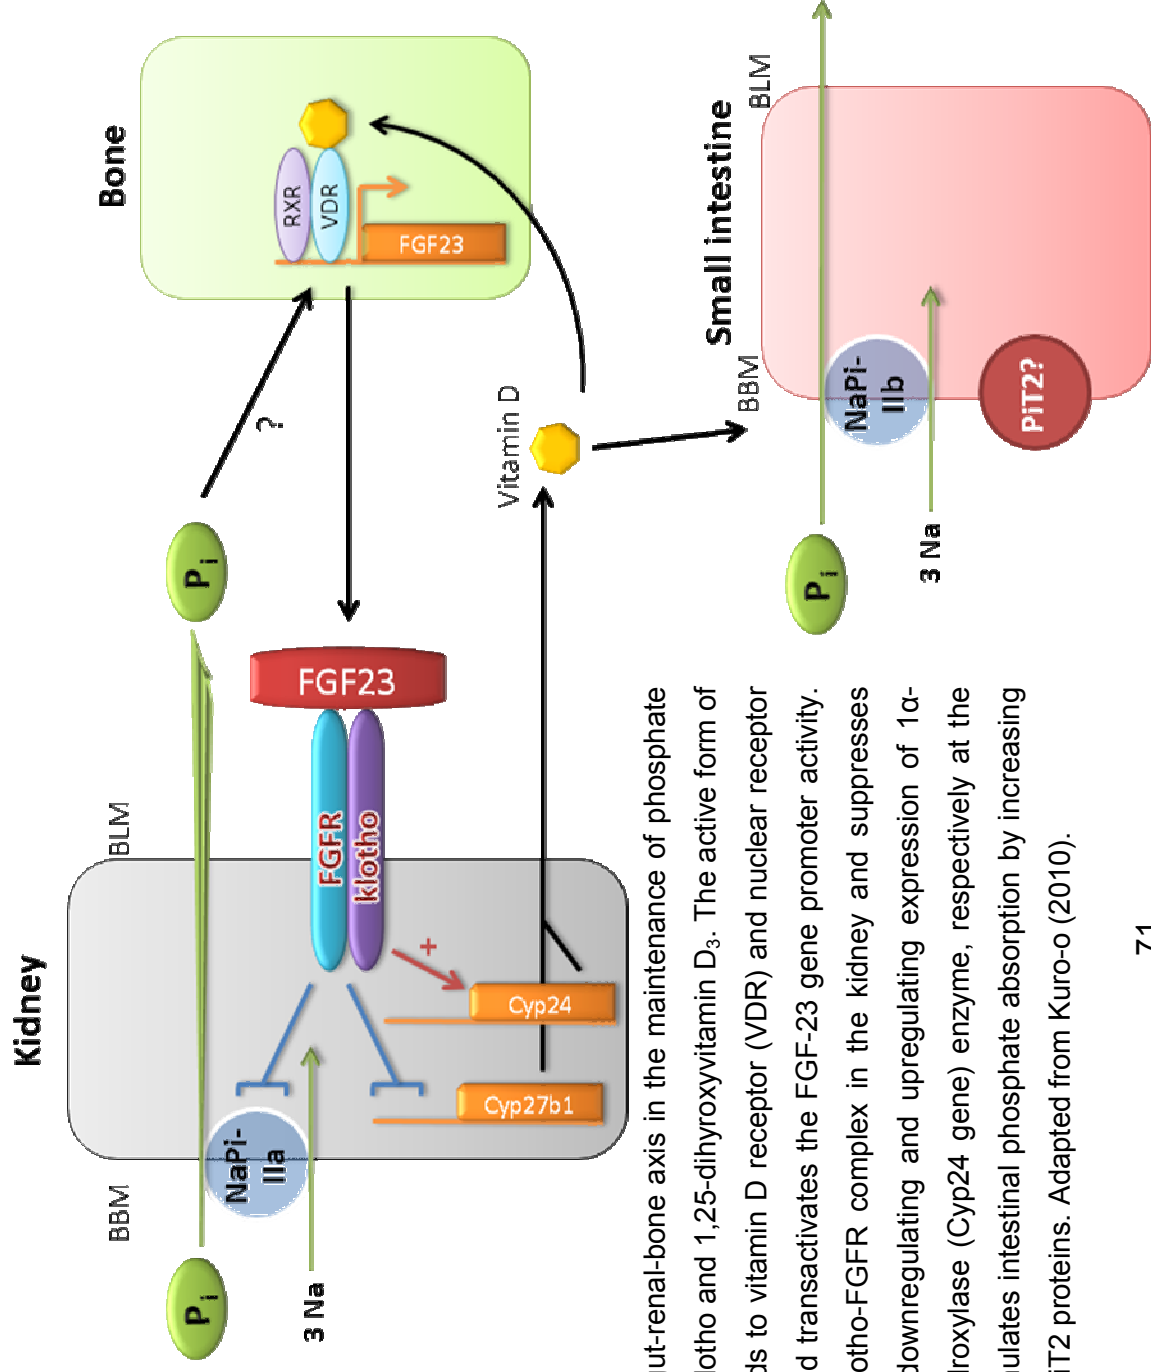 Kidney
BBM
BLM
Pi
3 Na
NaPi-
IIa
FGFR
klotho
FGF23
Cyp27b1
Cyp24
+
Pi
?
Bone
RXR
VDR
FGF23
Vitamin D
Small intestine
BBM
BLM
Pi
3 Na
NaPi-
IIb
PiT2?
ut-renal-bone axis in the maintenance of phosphate
otho and 1,25-dihyroxyvitamin D₃. The active form of
ds to vitamin D receptor (VDR) and nuclear receptor
d transactivates the FGF-23 gene promoter activity.
otho-FGFR complex in the kidney and suppresses
downregulating and upregulating expression of 1α-
droxylase (Cyp24 gene) enzyme, respectively at the
ulates intestinal phosphate absorption by increasing
iT2 proteins. Adapted from Kuro-o (2010).
71